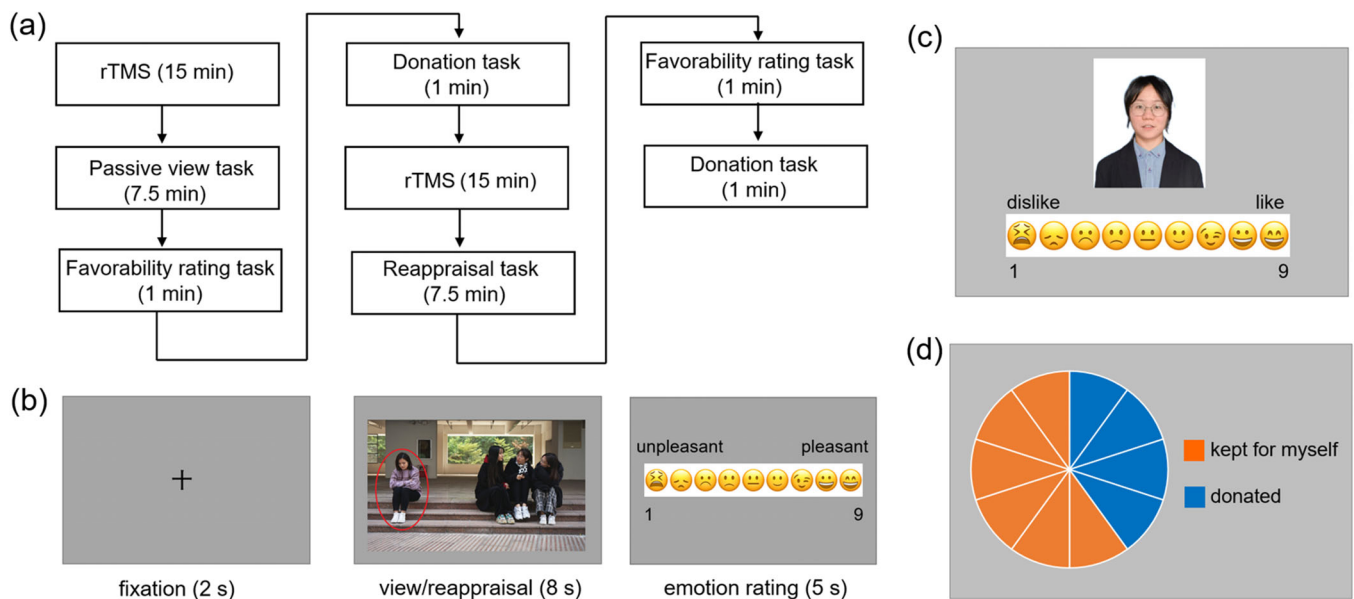 (a)
rTMS (15 min)
Passive view task
(7.5 min)
Favorability rating task
(1 min)
Donation task
(1 min)
rTMS (15 min)
Reappraisal task
(7.5 min)
Favorability rating task
(1 min)
Donation task
(1 min)
(b)
fixation (2 s)
view/reappraisal (8 s)
unpleasant pleasant
1 9
emotion rating (5 s)
(c)
dislike like
1 9
(d)
kept for myself
donated